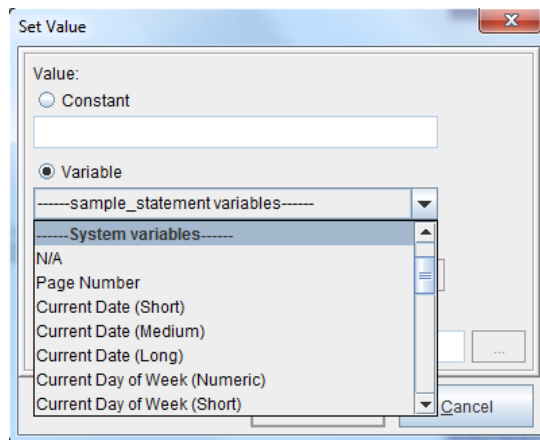 Set Value
Value:
Constant
Variable
------sample_statement variables------
------System variables------
N/A
Page Number
Current Date (Short)
Current Date (Medium)
Current Date (Long)
Current Day of Week (Numeric)
Current Day of Week (Short)
...
Cancel